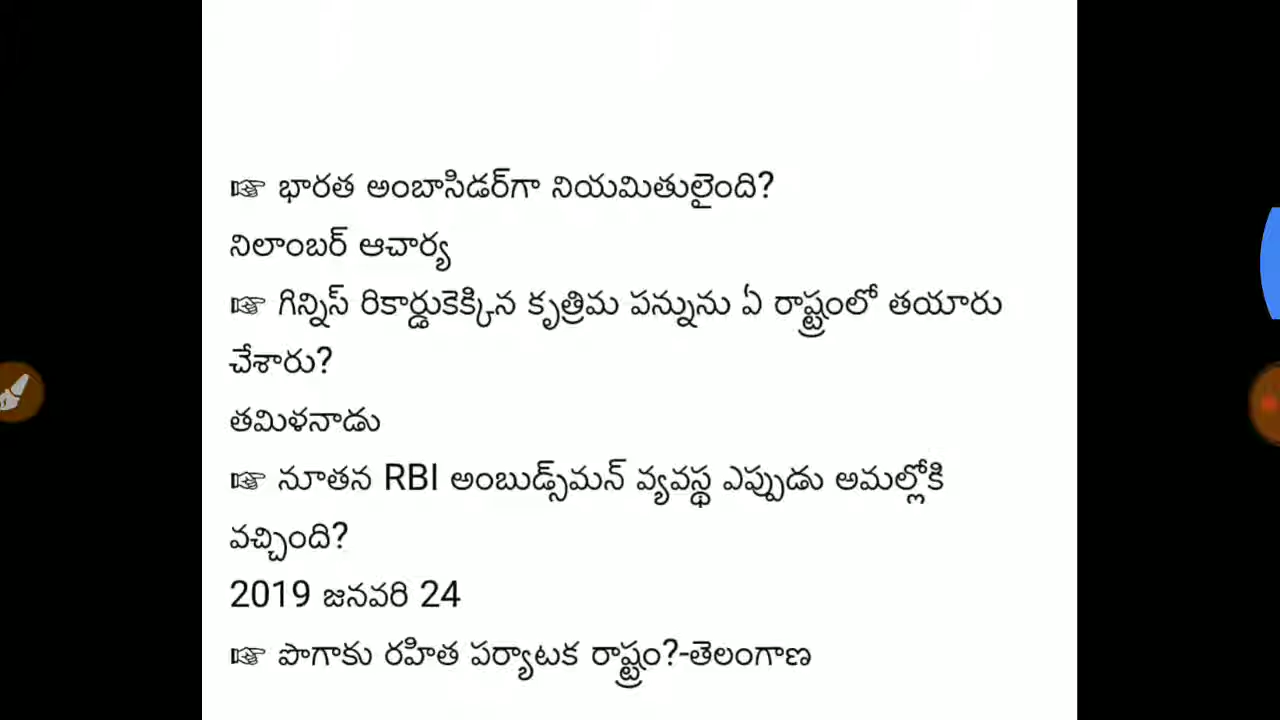 ☞ భారత అంబాసిడర్‌గా నియమితులైంది?
నిలాంబర్ ఆచార్య
☞ గిన్నిస్ రికార్డుకెక్కిన కృత్రిమ పన్నును ఏ రాష్ట్రంలో తయారు
చేశారు?
తమిళనాడు
☞ నూతన RBI అంబుడ్స్‌మన్ వ్యవస్థ ఎప్పుడు అమల్లోకి
వచ్చింది?
2019 జనవరి 24
☞ పొగాకు రహిత పర్యాటక రాష్ట్రం?-తెలంగాణ